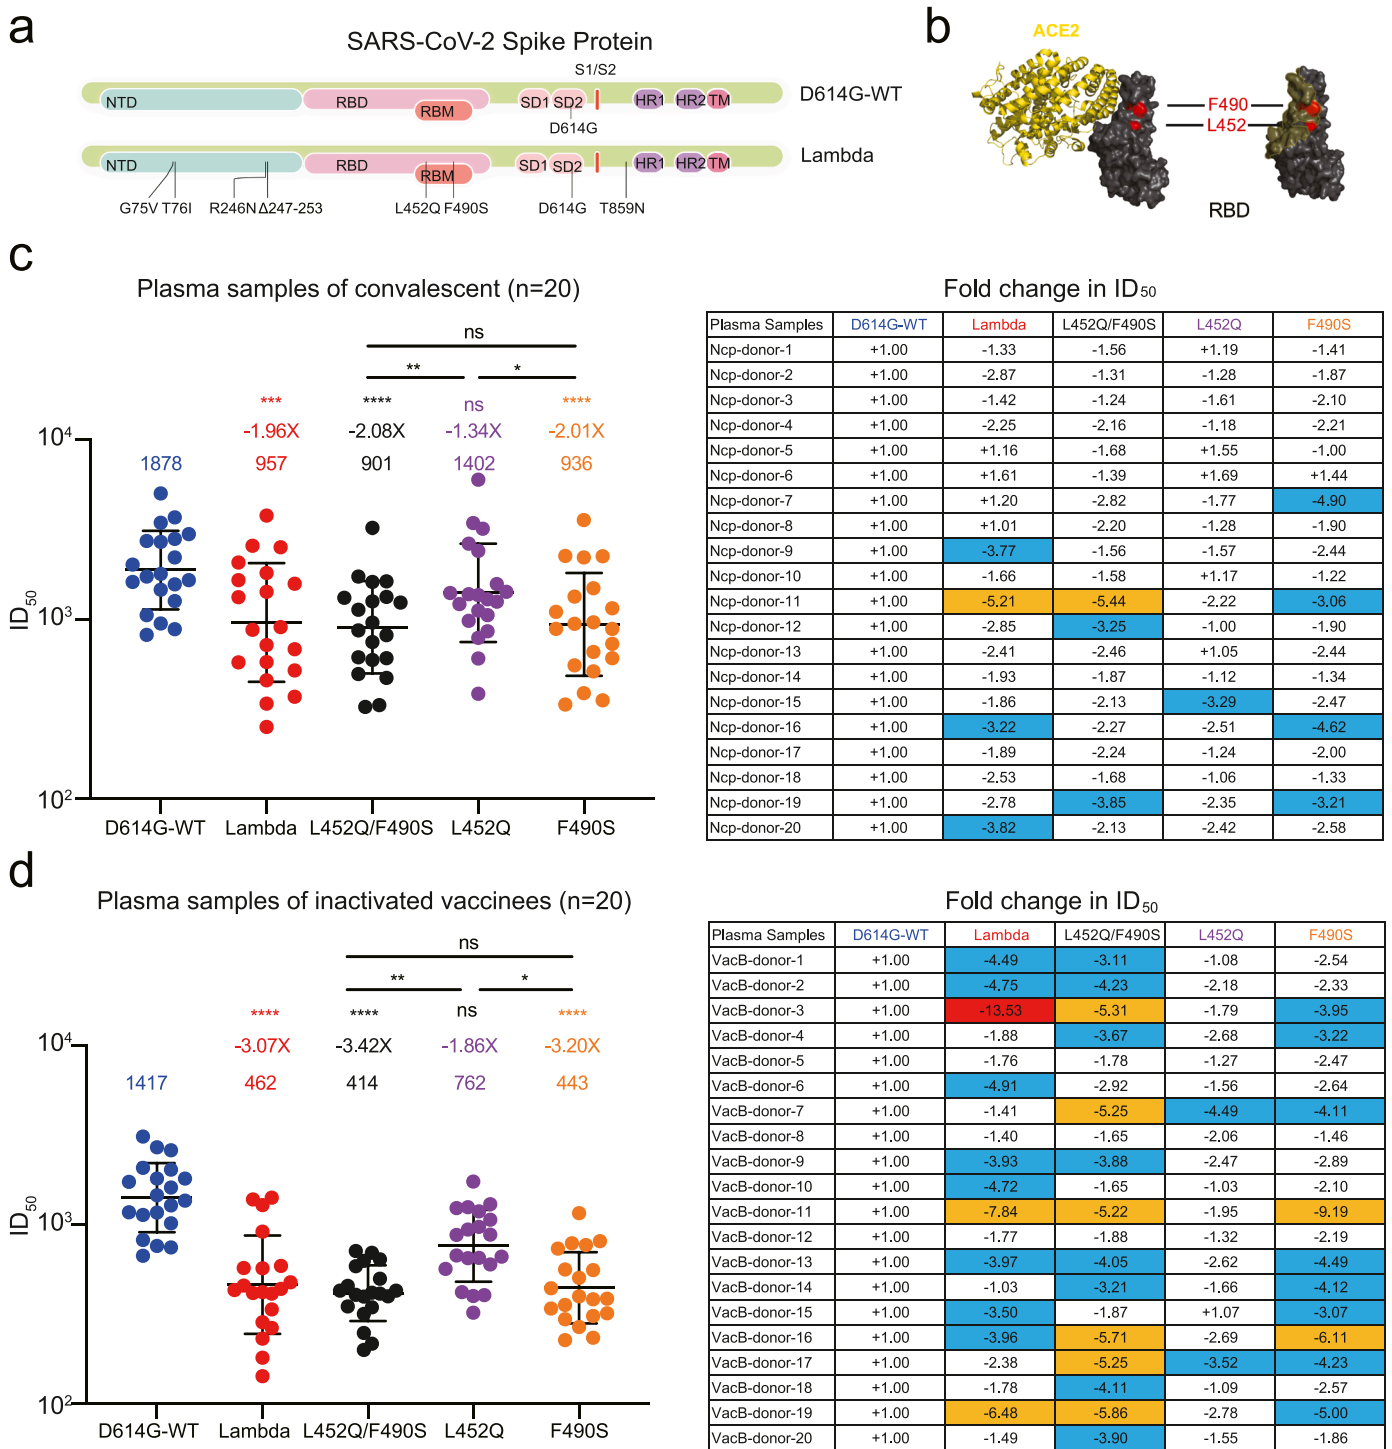 a
SARS-CoV-2 Spike Protein
S1/S2
NTD RBD RBM SD1 SD2 HR1 HR2 TM D614G-WT
D614G
NTD RBD RBM SD1 SD2 HR1 HR2 TM Lambda
G75V T76I R246N Δ247-253 L452Q F490S D614G T859N
b
ACE2
F490
L452
RBD
c
Plasma samples of convalescent (n=20)
ns
** *
*** **** ns ****
-1.96X -2.08X -1.34X -2.01X
1878 957 901 1402 936
ID50
10^4
10^3
10^2
D614G-WT Lambda L452Q/F490S L452Q F490S
Fold change in ID50
Plasma Samples D614G-WT Lambda L452Q/F490S L452Q F490S
Ncp-donor-1 +1.00 -1.33 -1.56 +1.19 -1.41
Ncp-donor-2 +1.00 -2.87 -1.31 -1.28 -1.87
Ncp-donor-3 +1.00 -1.42 -1.24 -1.61 -2.10
Ncp-donor-4 +1.00 -2.25 -2.16 -1.18 -2.21
Ncp-donor-5 +1.00 +1.16 -1.68 +1.55 -1.00
Ncp-donor-6 +1.00 +1.61 -1.39 +1.69 +1.44
Ncp-donor-7 +1.00 +1.20 -2.82 -1.77 -4.90
Ncp-donor-8 +1.00 +1.01 -2.20 -1.28 -1.90
Ncp-donor-9 +1.00 -3.77 -1.56 -1.57 -2.44
Ncp-donor-10 +1.00 -1.66 -1.58 +1.17 -1.22
Ncp-donor-11 +1.00 -5.21 -5.44 -2.22 -3.06
Ncp-donor-12 +1.00 -2.85 -3.25 -1.00 -1.90
Ncp-donor-13 +1.00 -2.41 -2.46 +1.05 -2.44
Ncp-donor-14 +1.00 -1.93 -1.87 -1.12 -1.34
Ncp-donor-15 +1.00 -1.86 -2.13 -3.29 -2.47
Ncp-donor-16 +1.00 -3.22 -2.27 -2.51 -4.62
Ncp-donor-17 +1.00 -1.89 -2.24 -1.24 -2.00
Ncp-donor-18 +1.00 -2.53 -1.68 -1.06 -1.33
Ncp-donor-19 +1.00 -2.78 -3.85 -2.35 -3.21
Ncp-donor-20 +1.00 -3.82 -2.13 -2.42 -2.58
d
Plasma samples of inactivated vaccinees (n=20)
ns
** *
**** **** ns ****
-3.07X -3.42X -1.86X -3.20X
1417 462 414 762 443
ID50
10^4
10^3
10^2
D614G-WT Lambda L452Q/F490S L452Q F490S
Fold change in ID50
Plasma Samples D614G-WT Lambda L452Q/F490S L452Q F490S
VacB-donor-1 +1.00 -4.49 -3.11 -1.08 -2.54
VacB-donor-2 +1.00 -4.75 -4.23 -2.18 -2.33
VacB-donor-3 +1.00 -13.53 -5.31 -1.79 -3.95
VacB-donor-4 +1.00 -1.88 -3.67 -2.68 -3.22
VacB-donor-5 +1.00 -1.76 -1.78 -1.27 -2.47
VacB-donor-6 +1.00 -4.91 -2.92 -1.56 -2.64
VacB-donor-7 +1.00 -1.41 -5.25 -4.49 -4.11
VacB-donor-8 +1.00 -1.40 -1.65 -2.06 -1.46
VacB-donor-9 +1.00 -3.93 -3.88 -2.47 -2.89
VacB-donor-10 +1.00 -4.72 -1.65 -1.03 -2.10
VacB-donor-11 +1.00 -7.84 -5.22 -1.95 -9.19
VacB-donor-12 +1.00 -1.77 -1.88 -1.32 -2.19
VacB-donor-13 +1.00 -3.97 -4.05 -2.62 -4.49
VacB-donor-14 +1.00 -1.03 -3.21 -1.66 -4.12
VacB-donor-15 +1.00 -3.50 -1.87 +1.07 -3.07
VacB-donor-16 +1.00 -3.96 -5.71 -2.69 -6.11
VacB-donor-17 +1.00 -2.38 -5.25 -3.52 -4.23
VacB-donor-18 +1.00 -1.78 -4.11 -1.09 -2.57
VacB-donor-19 +1.00 -6.48 -5.86 -2.78 -5.00
VacB-donor-20 +1.00 -1.49 -3.90 -1.55 -1.86